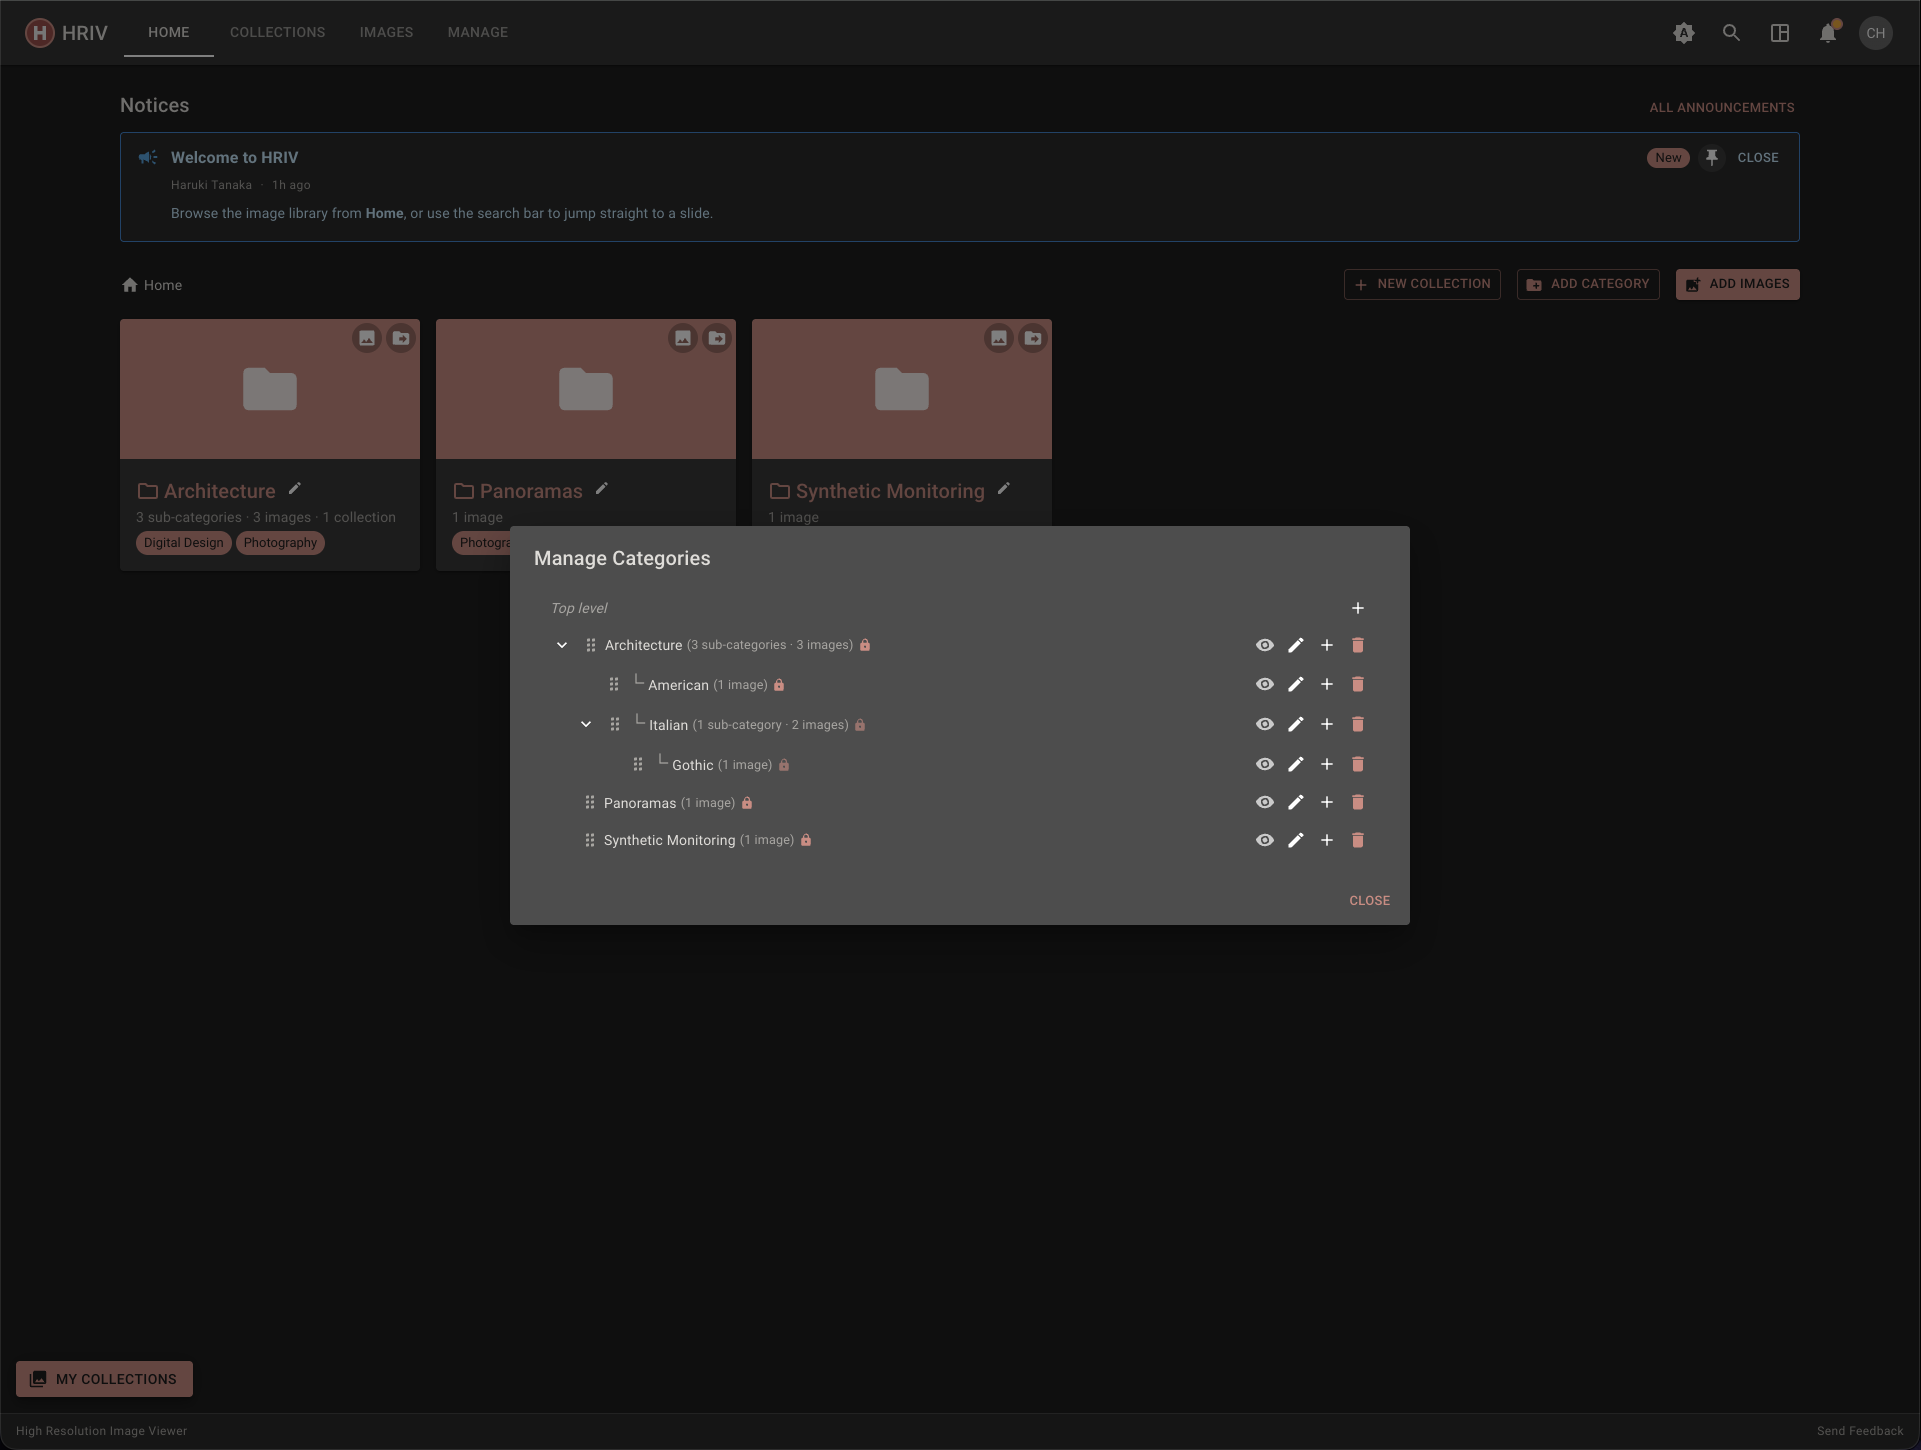 H HRIV HOME COLLECTIONS IMAGES MANAGE A CH
Notices ALL ANNOUNCEMENTS
Welcome to HRIV New CLOSE
Haruki Tanaka · 1h ago
Browse the image library from Home, or use the search bar to jump straight to a slide.
Home NEW COLLECTION ADD CATEGORY ADD IMAGES
Architecture Panoramas Synthetic Monitoring
3 sub-categories · 3 images · 1 collection 1 image 1 image
Digital Design Photography
Manage Categories
Top level
Architecture (3 sub-categories · 3 images)
American (1 image)
Italian (1 sub-category · 2 images)
Gothic (1 image)
Panoramas (1 image)
Synthetic Monitoring (1 image)
CLOSE
MY COLLECTIONS
High Resolution Image Viewer Send Feedback